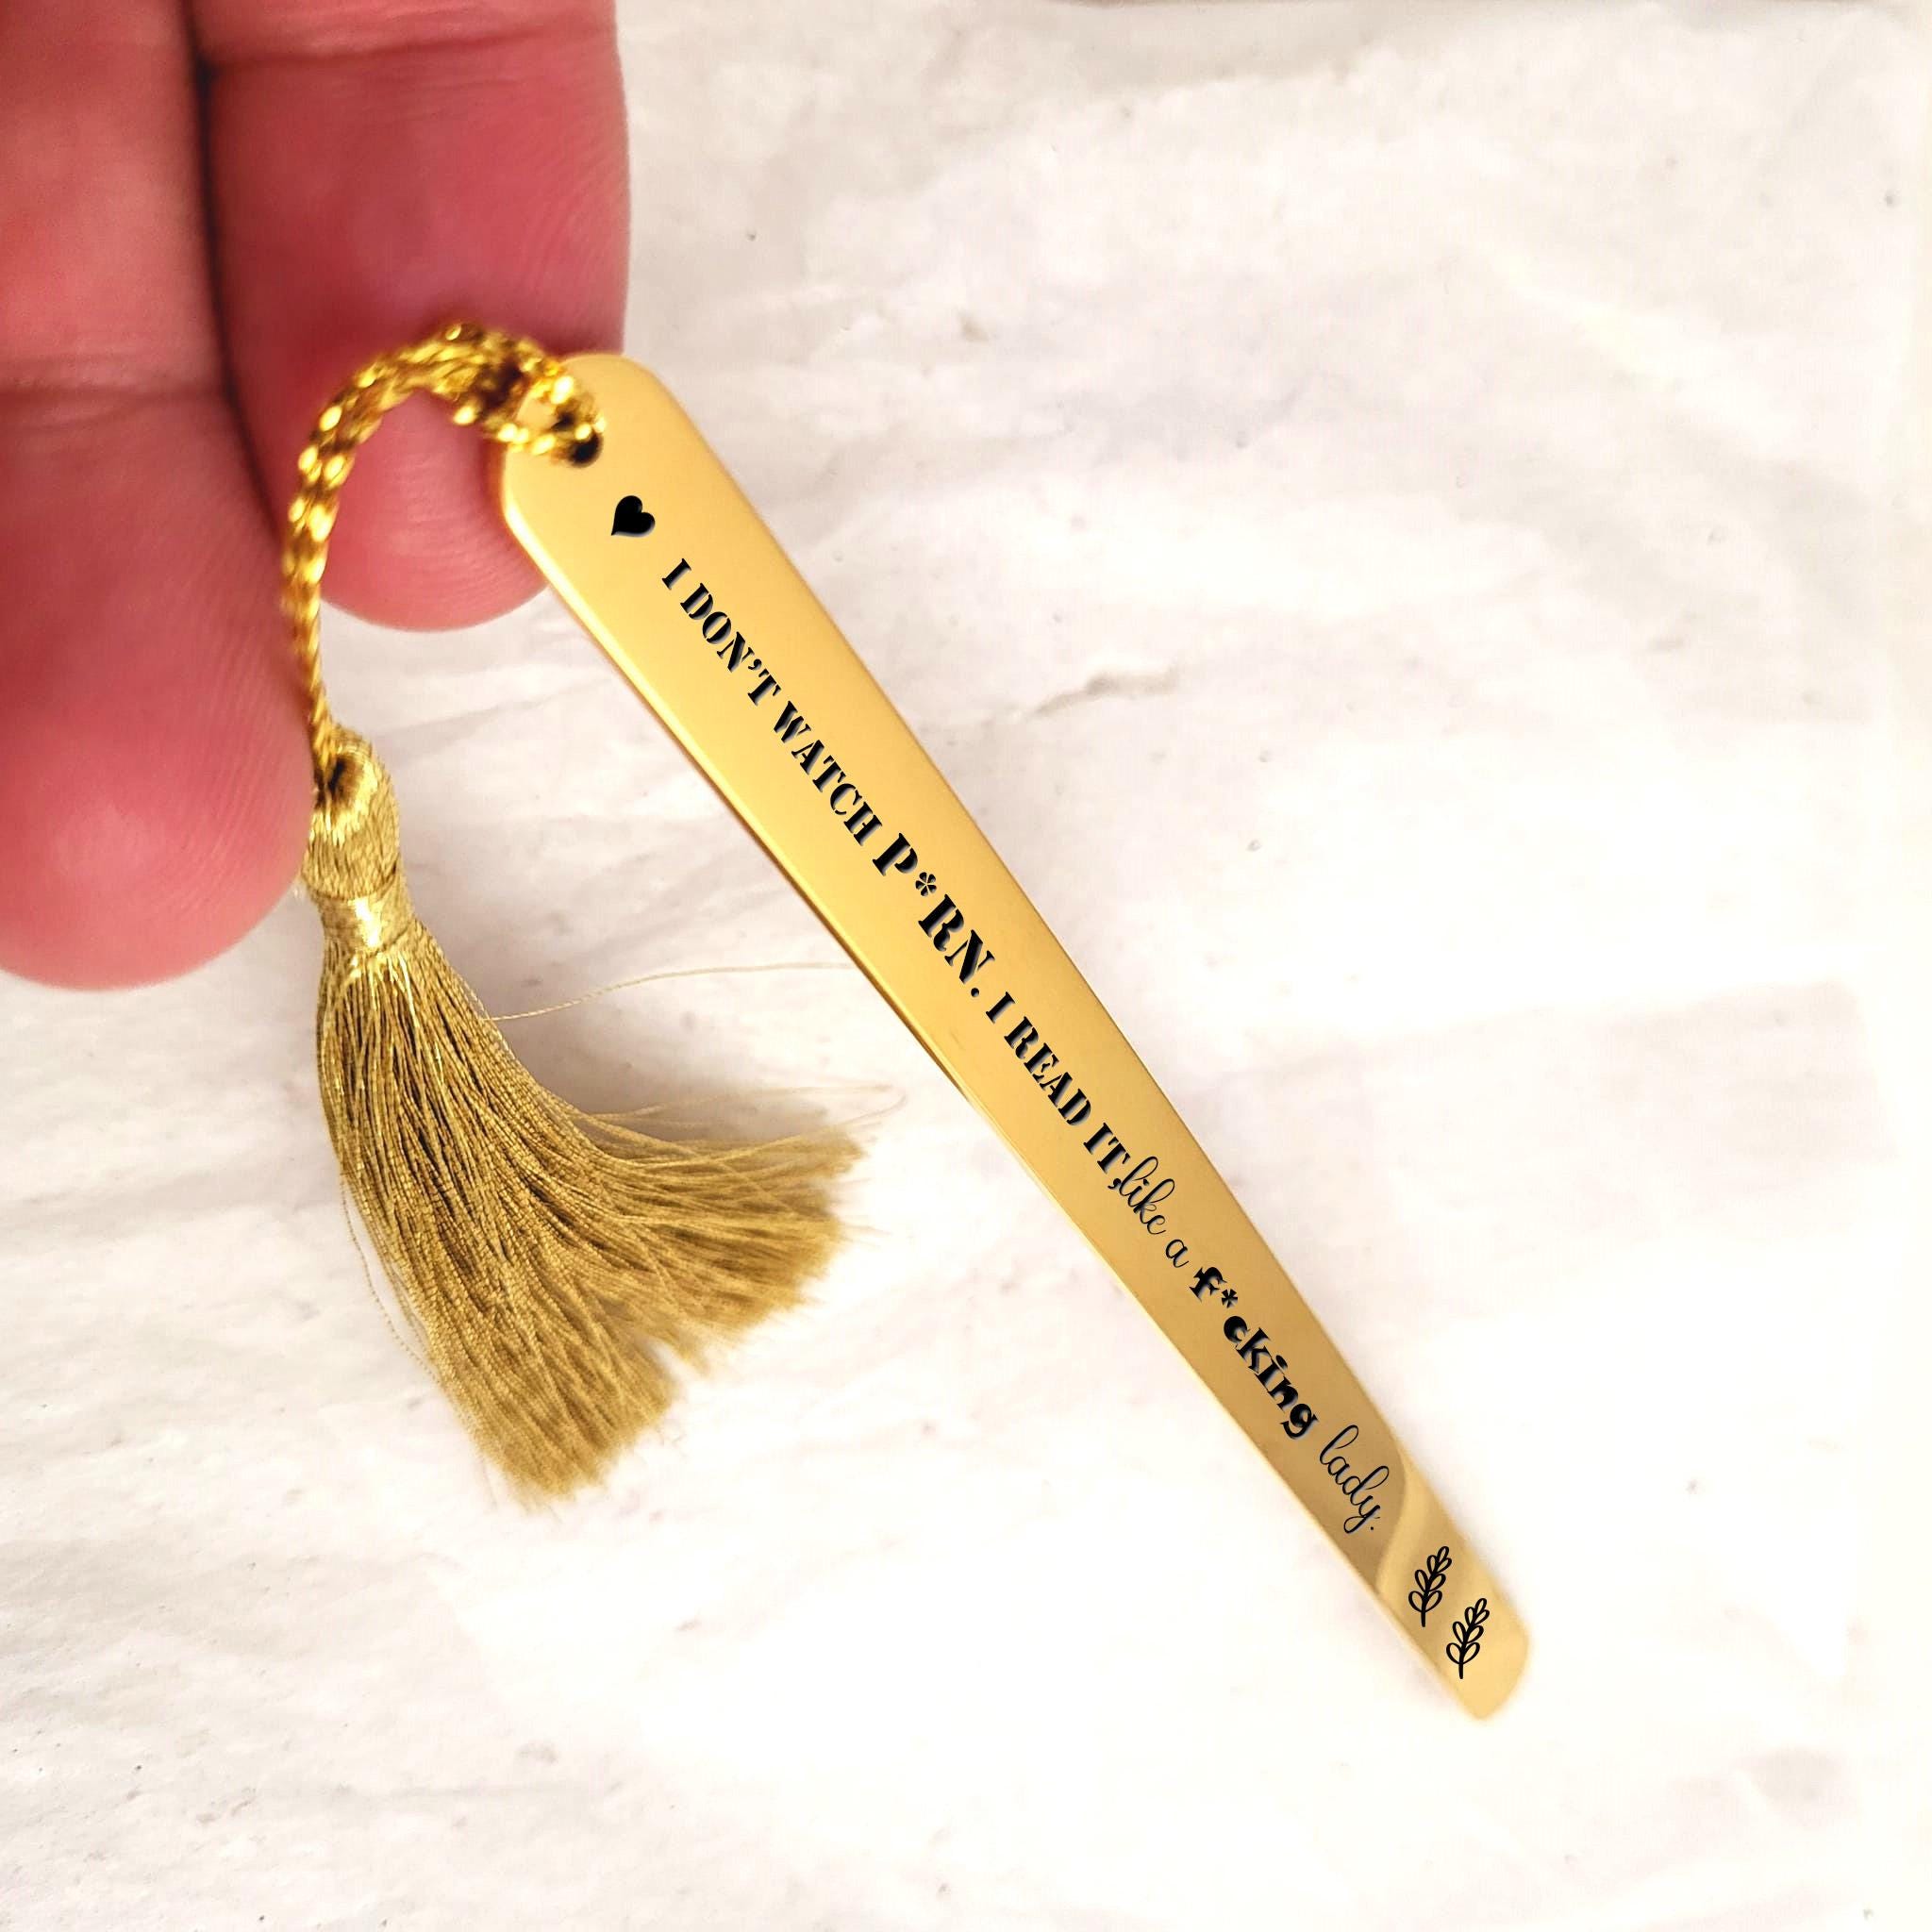 I DON'T WATCH P*RN. I READ IT, like a f*cking lady.